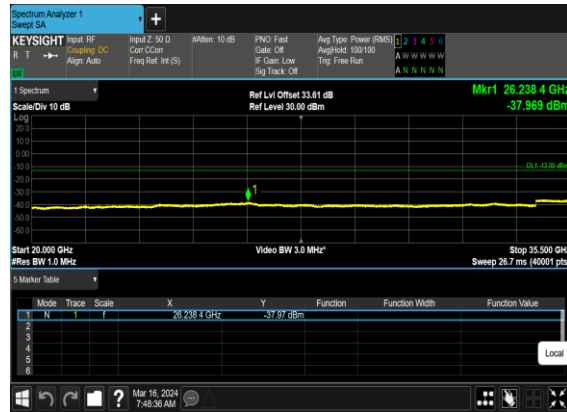 Spectrum Analyzer 1
Swept SA
+
KEYSIGHT Input: RF Input Z: 50 Ω #Atten: 10 dB PNO: Fast Avg Type: Power (RMS) 1 2 3 4 5 6
R T Coupling: DC Corr CCorr Gate: Off Avg|Hold: 100/100 A W W W W W
Align: Auto Freq Ref: Int (S) IF Gain: Low Trig: Free Run
Sig Track: Off A N N N N N
1 Spectrum Ref Lvl Offset 33.61 dB Mkr1 26.238 4 GHz
Scale/Div 10 dB Ref Level 30.00 dBm -37.969 dBm
Log
20.0
10.0
0.00
-10.0
DL1 -13.00 dBm
-20.0
-30.0
1
-40.0
-50.0
-60.0
Start 20.000 GHz Video BW 3.0 MHz* Stop 35.500 GHz
#Res BW 1.0 MHz Sweep 26.7 ms (40001 pts)
5 Marker Table
Mode Trace Scale X Y Function Function Width Function Value
1 N 1 f 26.238 4 GHz -37.97 dBm
2
3
4
5
6
Local
? Mar 16, 2024
7:48:36 AM